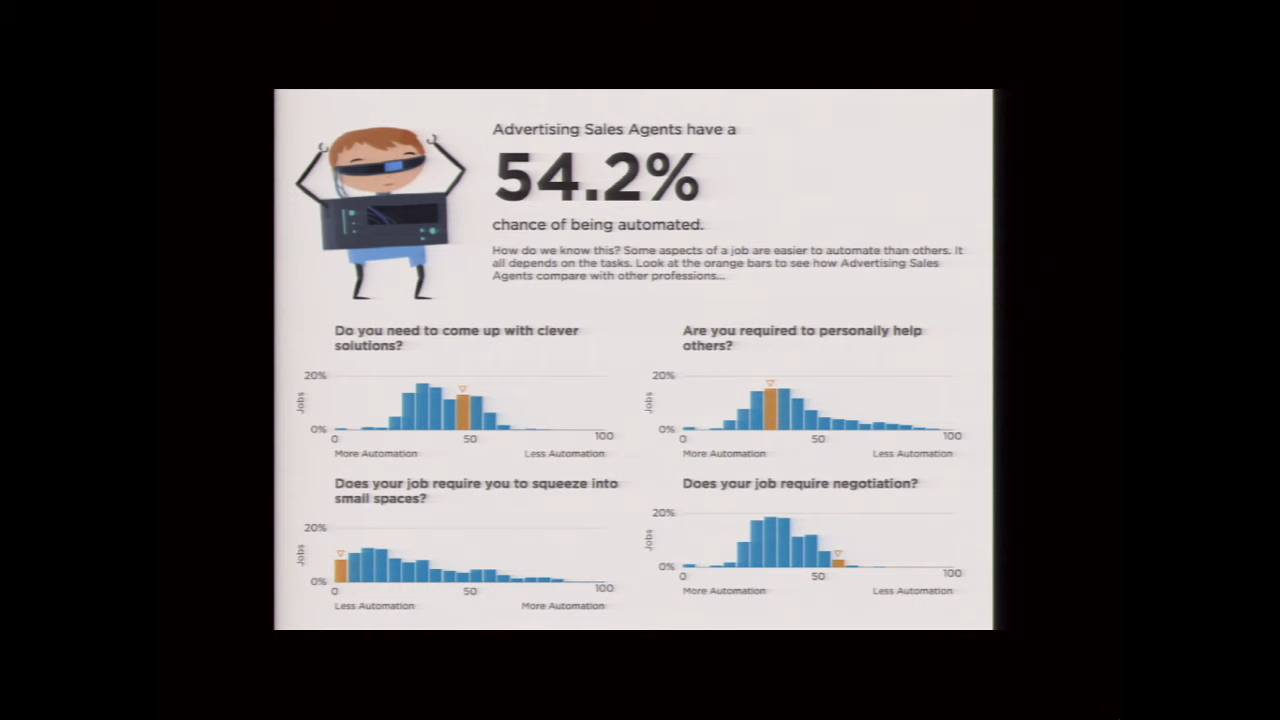 Advertising Sales Agents have a
54.2%
chance of being automated.
How do we know this? Some aspects of a job are easier to automate than others. It
all depends on the tasks. Look at the orange bars to see how Advertising Sales
Agents compare with other professions...
Do you need to come up with clever
solutions?
20%
Jobs
0%
0
50
100
More Automation
Less Automation
Are you required to personally help
others?
20%
Jobs
0%
0
50
100
More Automation
Less Automation
Does your job require you to squeeze into
small spaces?
20%
Jobs
0%
0
50
100
Less Automation
More Automation
Does your job require negotiation?
20%
Jobs
0%
0
50
100
More Automation
Less Automation